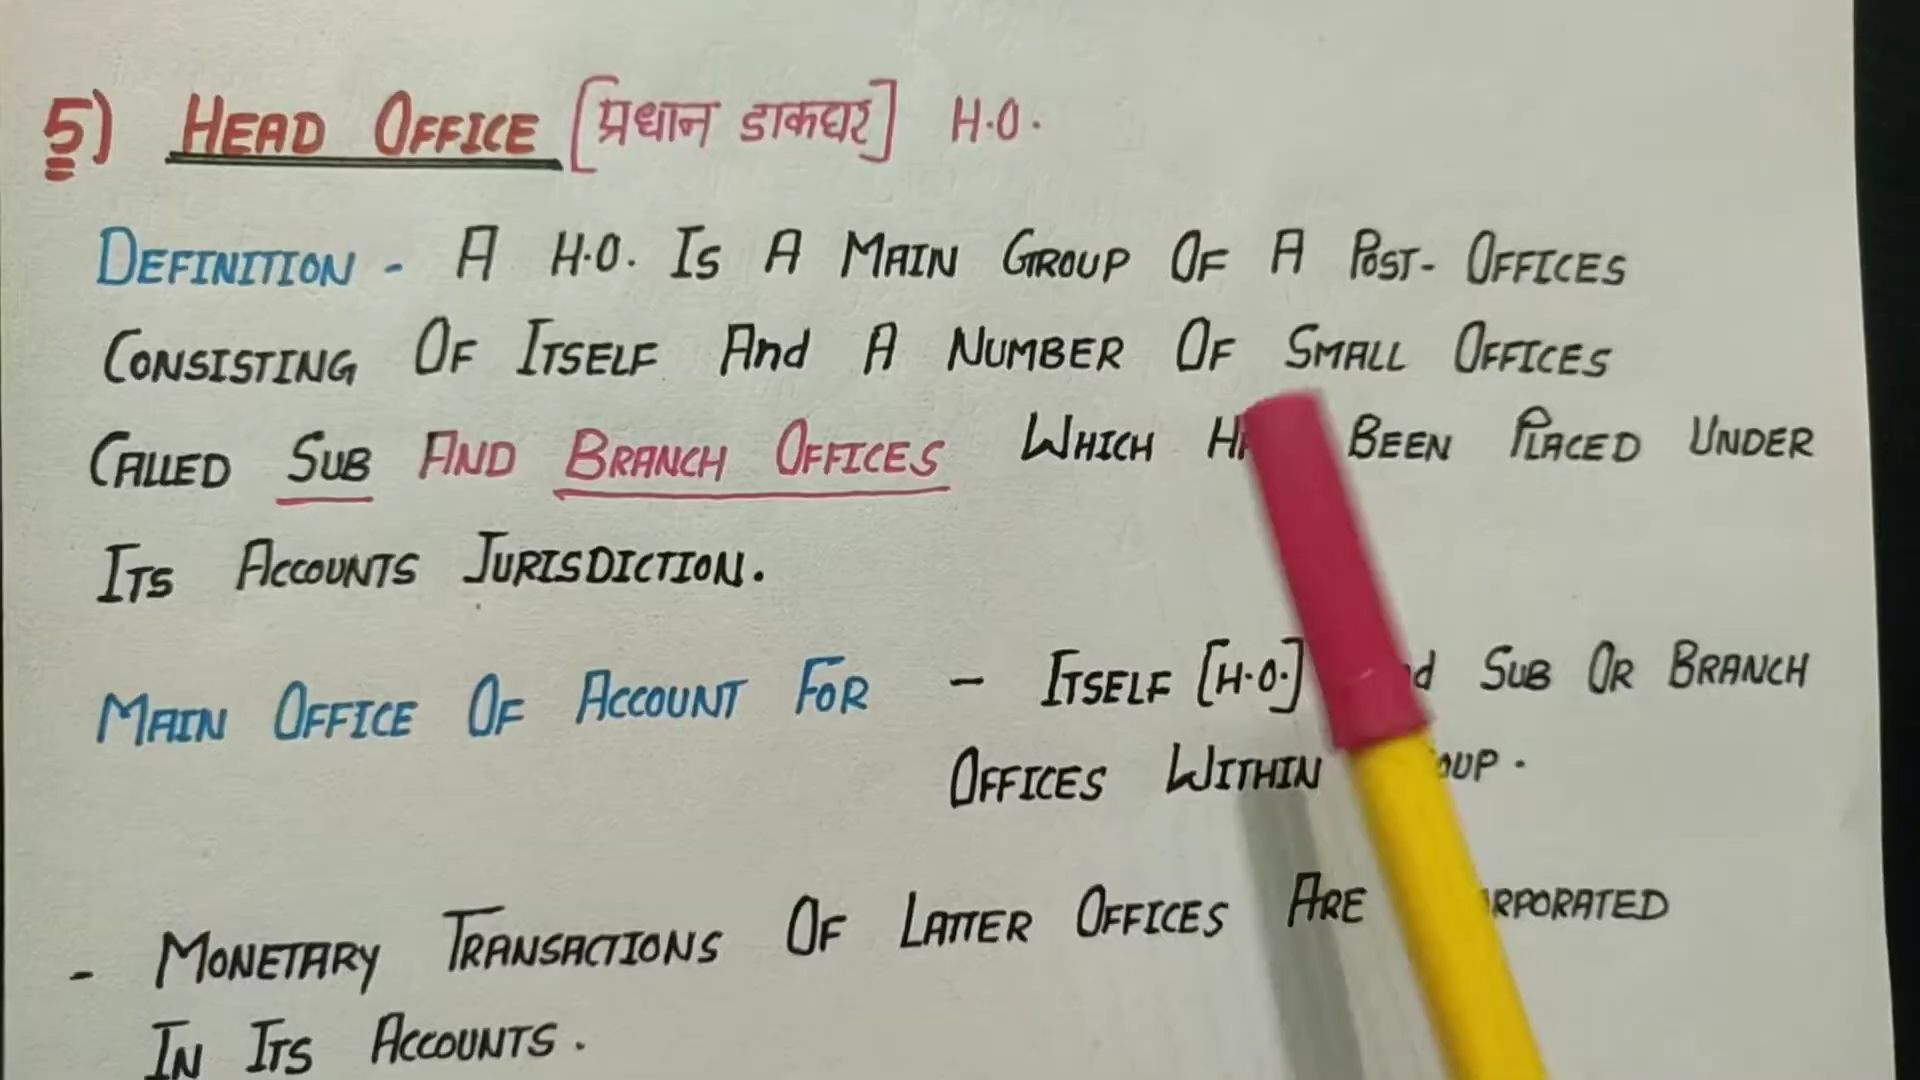 5) HEAD OFFICE [प्रधान डाकघर] H.O.
DEFINITION - A H.O. IS A MAIN GROUP OF A POST-OFFICES
CONSISTING OF ITSELF And A NUMBER OF SMALL OFFICES
CALLED SUB AND BRANCH OFFICES WHICH BEEN PLACED UNDER
ITS ACCOUNTS JURISDICTION.
MAIN OFFICE OF ACCOUNT FOR - ITSELF [H.O.] SUB OR BRANCH
OFFICES WITHIN
- MONETARY TRANSACTIONS OF LATTER OFFICES ARE
IN ITS ACCOUNTS.